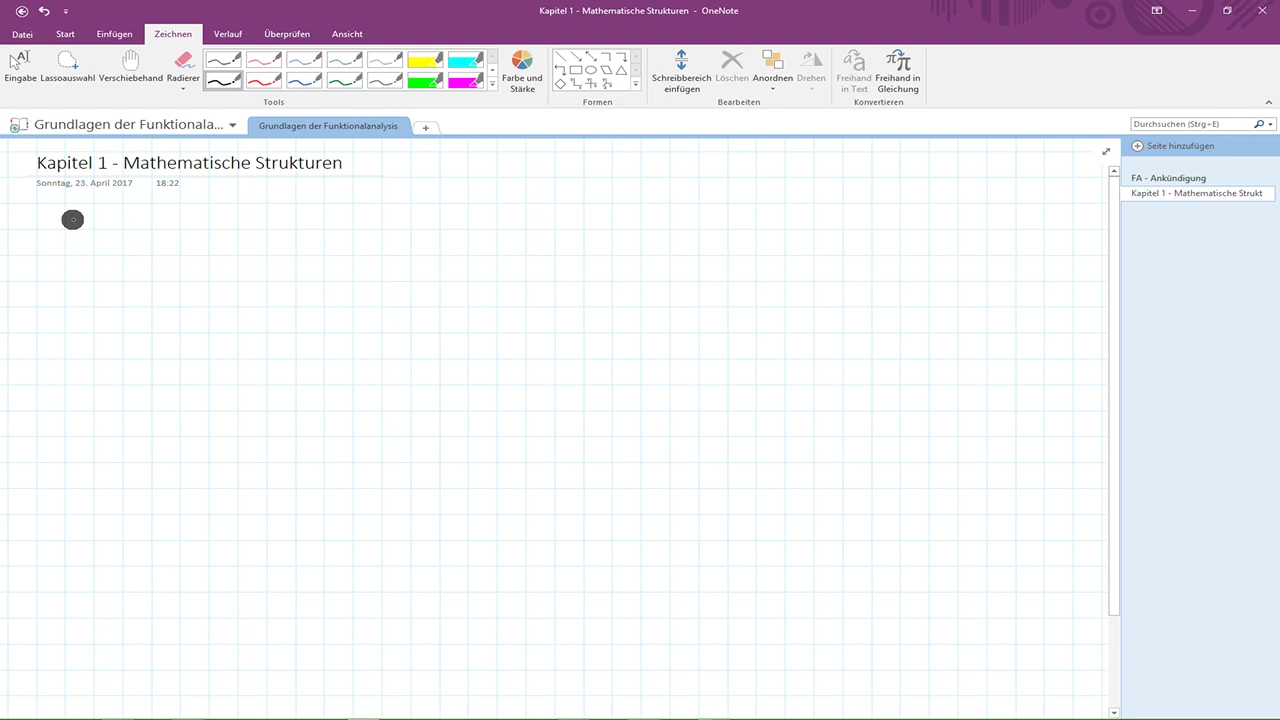 Kapitel 1 - Mathematische Strukturen - OneNote
Datei Start Einfügen Zeichnen Verlauf Überprüfen Ansicht
Eingabe Lassoauswahl Verschiebehand Radierer
Farbe und Stärke
Schreibbereich einfügen
Löschen Anordnen Drehen
Freihand in Text
Freihand in Gleichung
Tools Formen Bearbeiten Konvertieren
Grundlagen der Funktionala...
Grundlagen der Funktionalanalysis
Durchsuchen (Strg+E)
Kapitel 1 - Mathematische Strukturen
Sonntag, 23. April 2017 18:22
Seite hinzufügen
FA - Ankündigung
Kapitel 1 - Mathematische Strukt